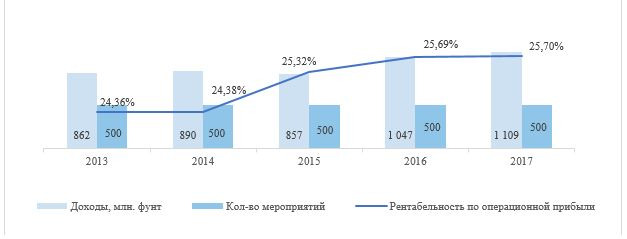 25,69%
25,70%
25,32%
24,36%
24,38%
862 500 890 500 857 500 1 047 500 1 109 500
2013 2014 2015 2016 2017
Доходы, млн. фунт Кол-во мероприятий Рентабельность по операционной прибыли